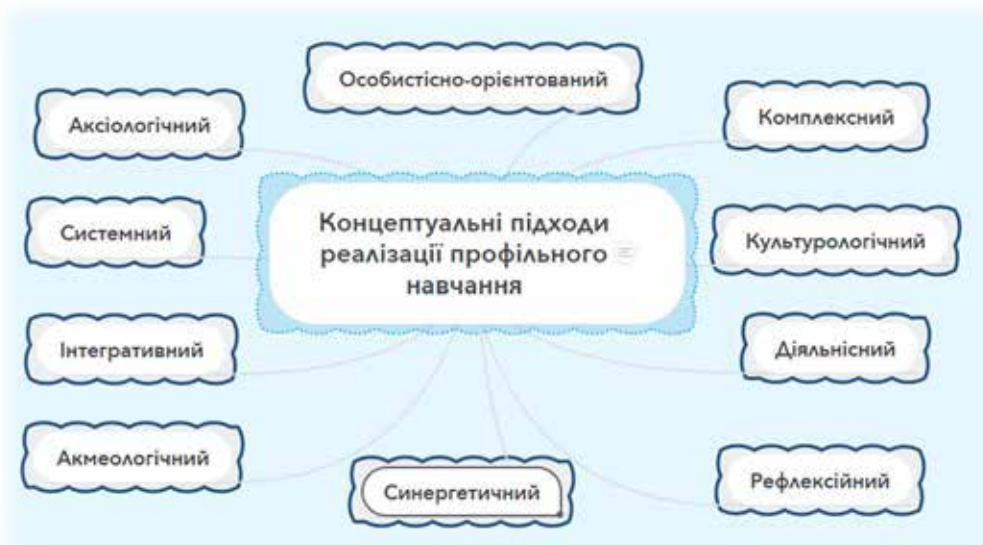 Особистісно-орієнтований
Аксіологічний
Комплексний
Концептуальні підходи
реалізації профільного
навчання
Системний
Культурологічний
Інтегративний
Діяльнісний
Акмеологічний
Синергетичний
Рефлексійний